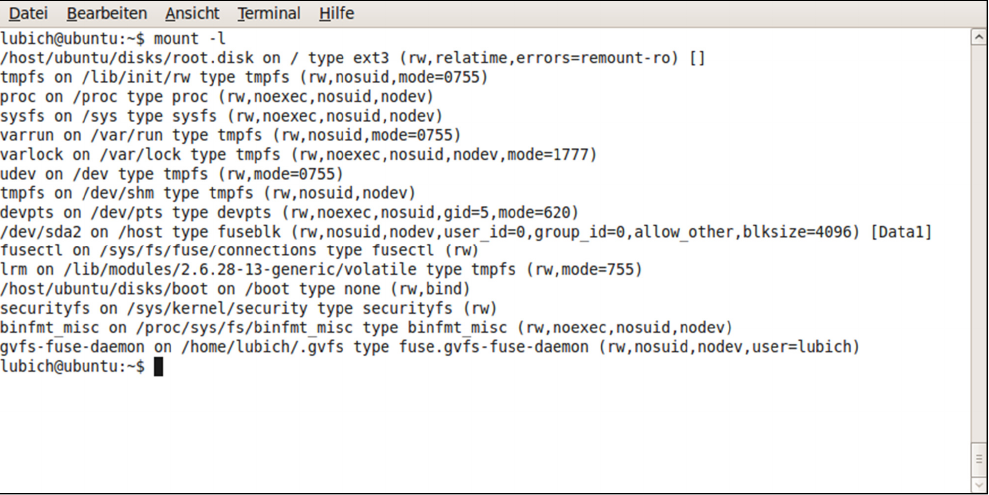 Datei Bearbeiten Ansicht Terminal Hilfe
lubich@ubuntu:~$ mount -l
/host/ubuntu/disks/root.disk on / type ext3 (rw,relatime,errors=remount-ro) []
tmpfs on /lib/init/rw type tmpfs (rw,nosuid,mode=0755)
proc on /proc type proc (rw,noexec,nosuid,nodev)
sysfs on /sys type sysfs (rw,noexec,nosuid,nodev)
varrun on /var/run type tmpfs (rw,nosuid,mode=0755)
varlock on /var/lock type tmpfs (rw,noexec,nosuid,nodev,mode=1777)
udev on /dev type tmpfs (rw,mode=0755)
tmpfs on /dev/shm type tmpfs (rw,nosuid,nodev)
devpts on /dev/pts type devpts (rw,noexec,nosuid,gid=5,mode=620)
/dev/sda2 on /host type fuseblk (rw,nosuid,nodev,user_id=0,group_id=0,allow_other,blksize=4096) [Data1]
fusectl on /sys/fs/fuse/connections type fusectl (rw)
lrm on /lib/modules/2.6.28-13-generic/volatile type tmpfs (rw,mode=755)
/host/ubuntu/disks/boot on /boot type none (rw,bind)
securityfs on /sys/kernel/security type securityfs (rw)
binfmt_misc on /proc/sys/fs/binfmt_misc type binfmt_misc (rw,noexec,nosuid,nodev)
gvfs-fuse-daemon on /home/lubich/.gvfs type fuse.gvfs-fuse-daemon (rw,nosuid,nodev,user=lubich)
lubich@ubuntu:~$